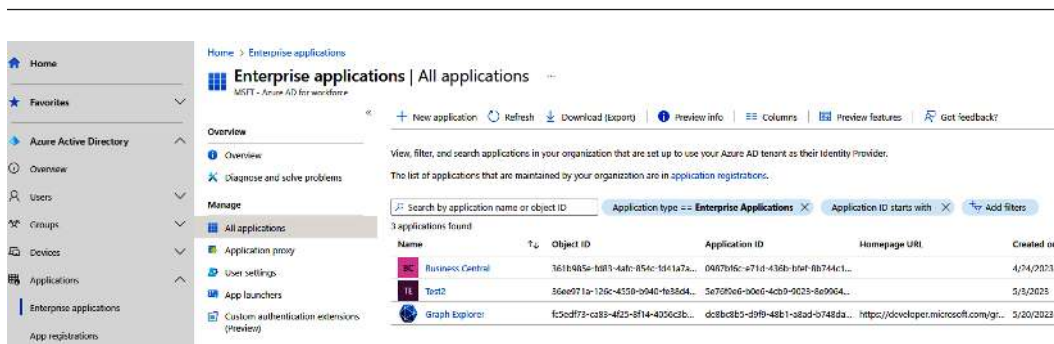 Home
Favorites
Azure Active Directory
Overview
Users
Groups
Devices
Applications
Enterprise applications
App registrations
Home > Enterprise applications
Enterprise applications | All applications ...
MSFT - Azure AD for workforce
«
Overview
Overview
Diagnose and solve problems
Manage
All applications
Application proxy
User settings
App launchers
Custom authentication extensions
(Preview)
New application Refresh Download (Export) Preview info Columns Preview features Got feedback?
View, filter, and search applications in your organization that are set up to use your Azure AD tenant as their Identity Provider.
The list of applications that are maintained by your organization are in application registrations.
Search by application name or object ID Application type == Enterprise Applications X Application ID starts with X Add filters
3 applications found
Name Object ID Application ID Homepage URL Created on
BC Business Central 4/24/2023
TE Test2 5/3/2023
Graph Explorer https://developer.microsoft.com/gr... 5/20/2023